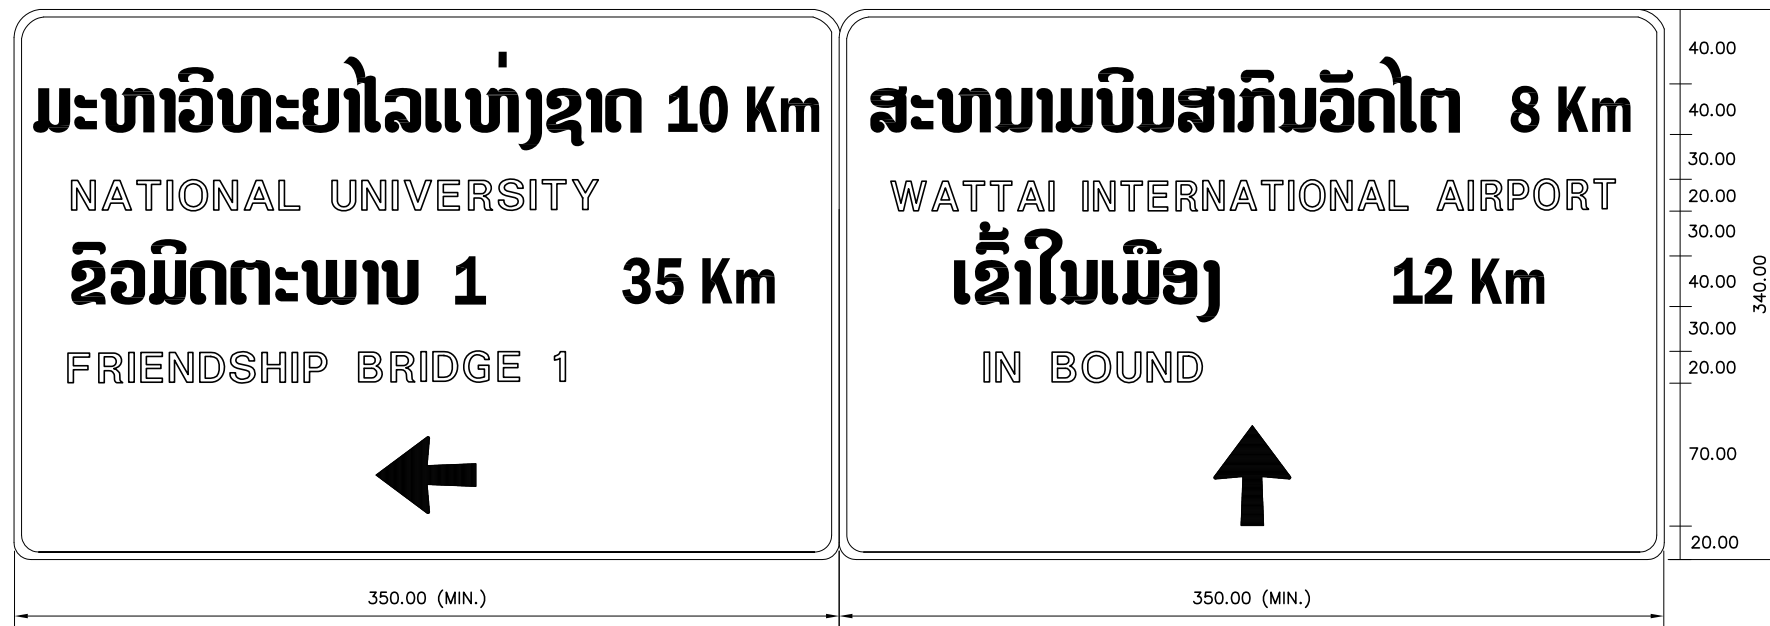 ມະຫາວິທະຍາໄລແຫ່ງຊາດ 10 Km
NATIONAL UNIVERSITY
ຂົວມິດຕະພາບ 1 35 Km
FRIENDSHIP BRIDGE 1
ສະຫນາມບິນສາກົນວັດໄຕ 8 Km
WATTAI INTERNATIONAL AIRPORT
ເຂົ້າໃນເມືອງ 12 Km
IN BOUND
40.00
40.00
30.00
20.00
30.00
40.00
30.00
20.00
70.00
20.00
340.00
350.00 (MIN.)
350.00 (MIN.)